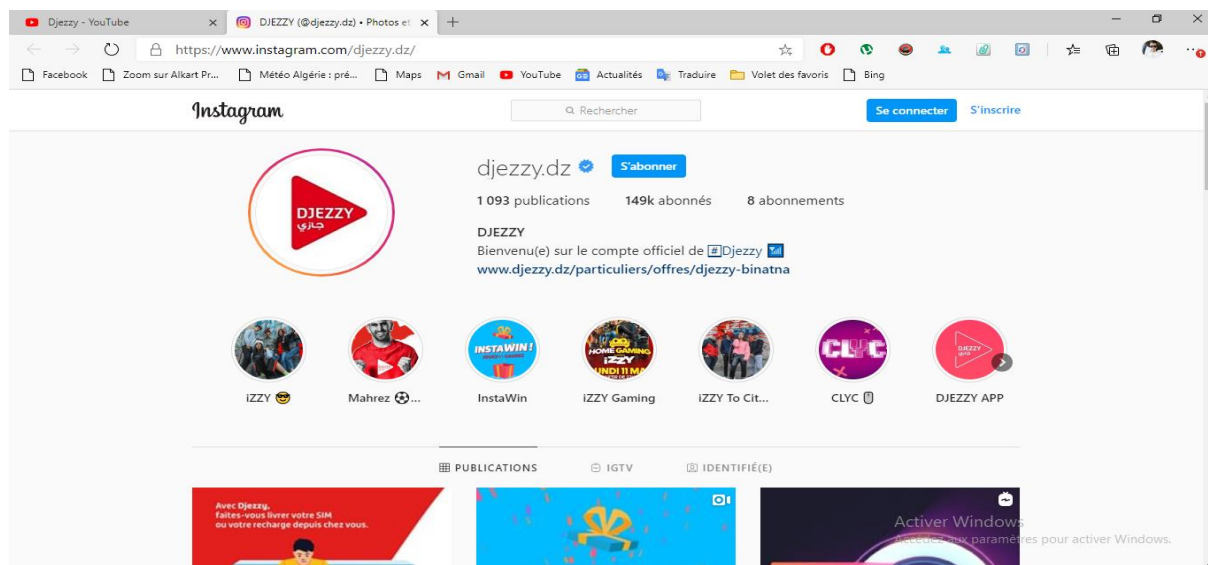 Djezzy - YouTube
DJEZZY (@djezzy.dz) • Photos et
https://www.instagram.com/djezzy.dz/
Facebook Zoom sur Alkart Pr... Météo Algérie : pré... Maps Gmail YouTube Actualités Traduire Volet des favoris Bing
Instagram
Rechercher
Se connecter S'inscrire
DJEZZY
جازي
djezzy.dz S'abonner
1 093 publications 149k abonnés 8 abonnements
DJEZZY
Bienvenu(e) sur le compte officiel de #Djezzy
www.djezzy.dz/particuliers/offres/djezzy-binatna
INSTAWIN !
HOME GAMING
iZZY
UNDI 11 MA
CLYC
DJEZZY
iZZY Mahrez ... InstaWin iZZY Gaming iZZY To Cit... CLYC DJEZZY APP
PUBLICATIONS IGTV IDENTIFIÉ(E)
Avec Djezzy,
faites-vous livrer votre SIM
ou votre recharge depuis chez vous.
Activer Windows
Accédez aux paramètres pour activer Windows.